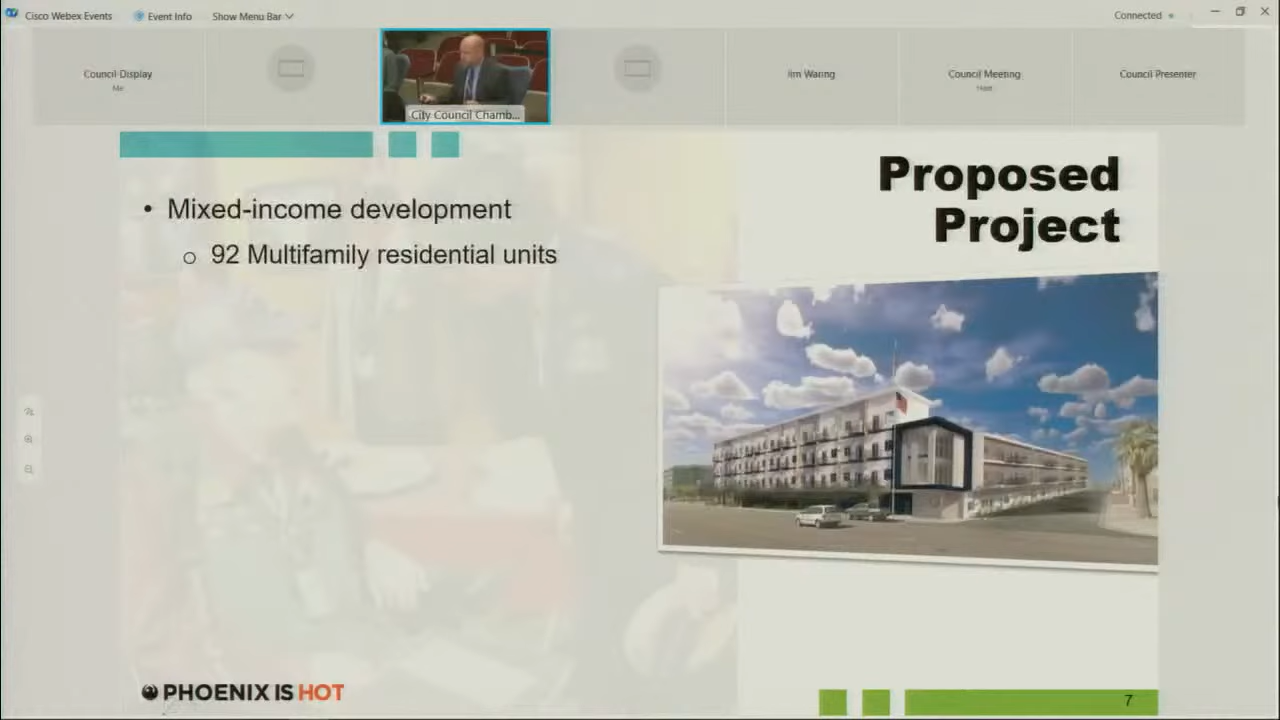 Cisco Webex Events
Event Info
Show Menu Bar
Connected
Council Display
Me
City Council Chamb...
Jim Waring
Council Meeting
Host
Council Presenter
Proposed
Project
• Mixed-income development
o 92 Multifamily residential units
PHOENIX IS HOT
7